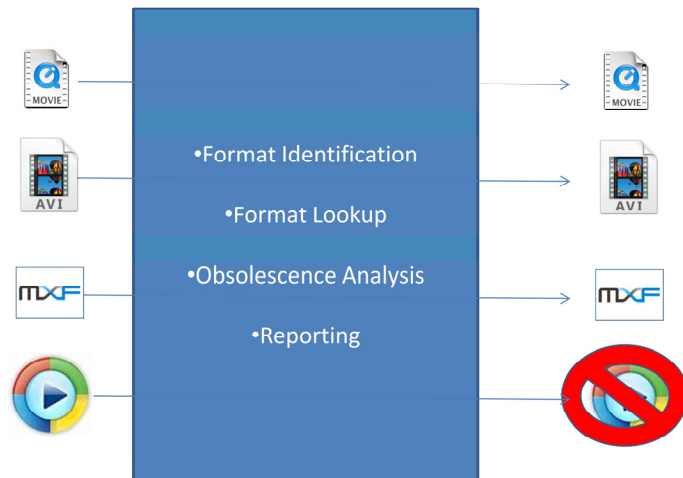 MOVIE
MOVIE
•Format Identification
AVI
AVI
•Format Lookup
•Obsolescence Analysis
MXF
MXF
•Reporting